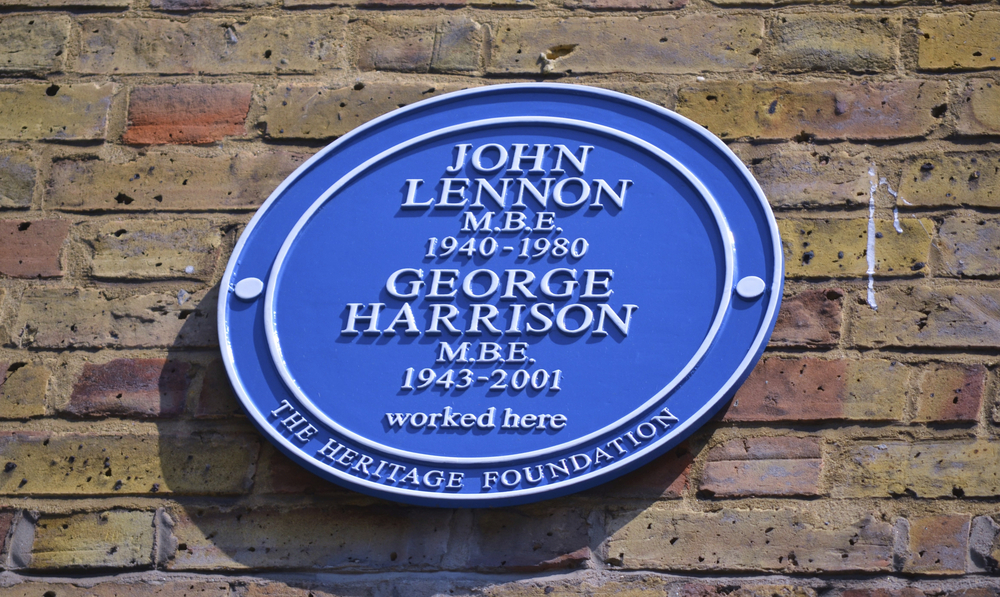 JOHN
LENNON
M.B.E.
1940-1980
GEORGE
HARRISON
M.B.E.
1943-2001
worked here
THE HERITAGE FOUNDATION